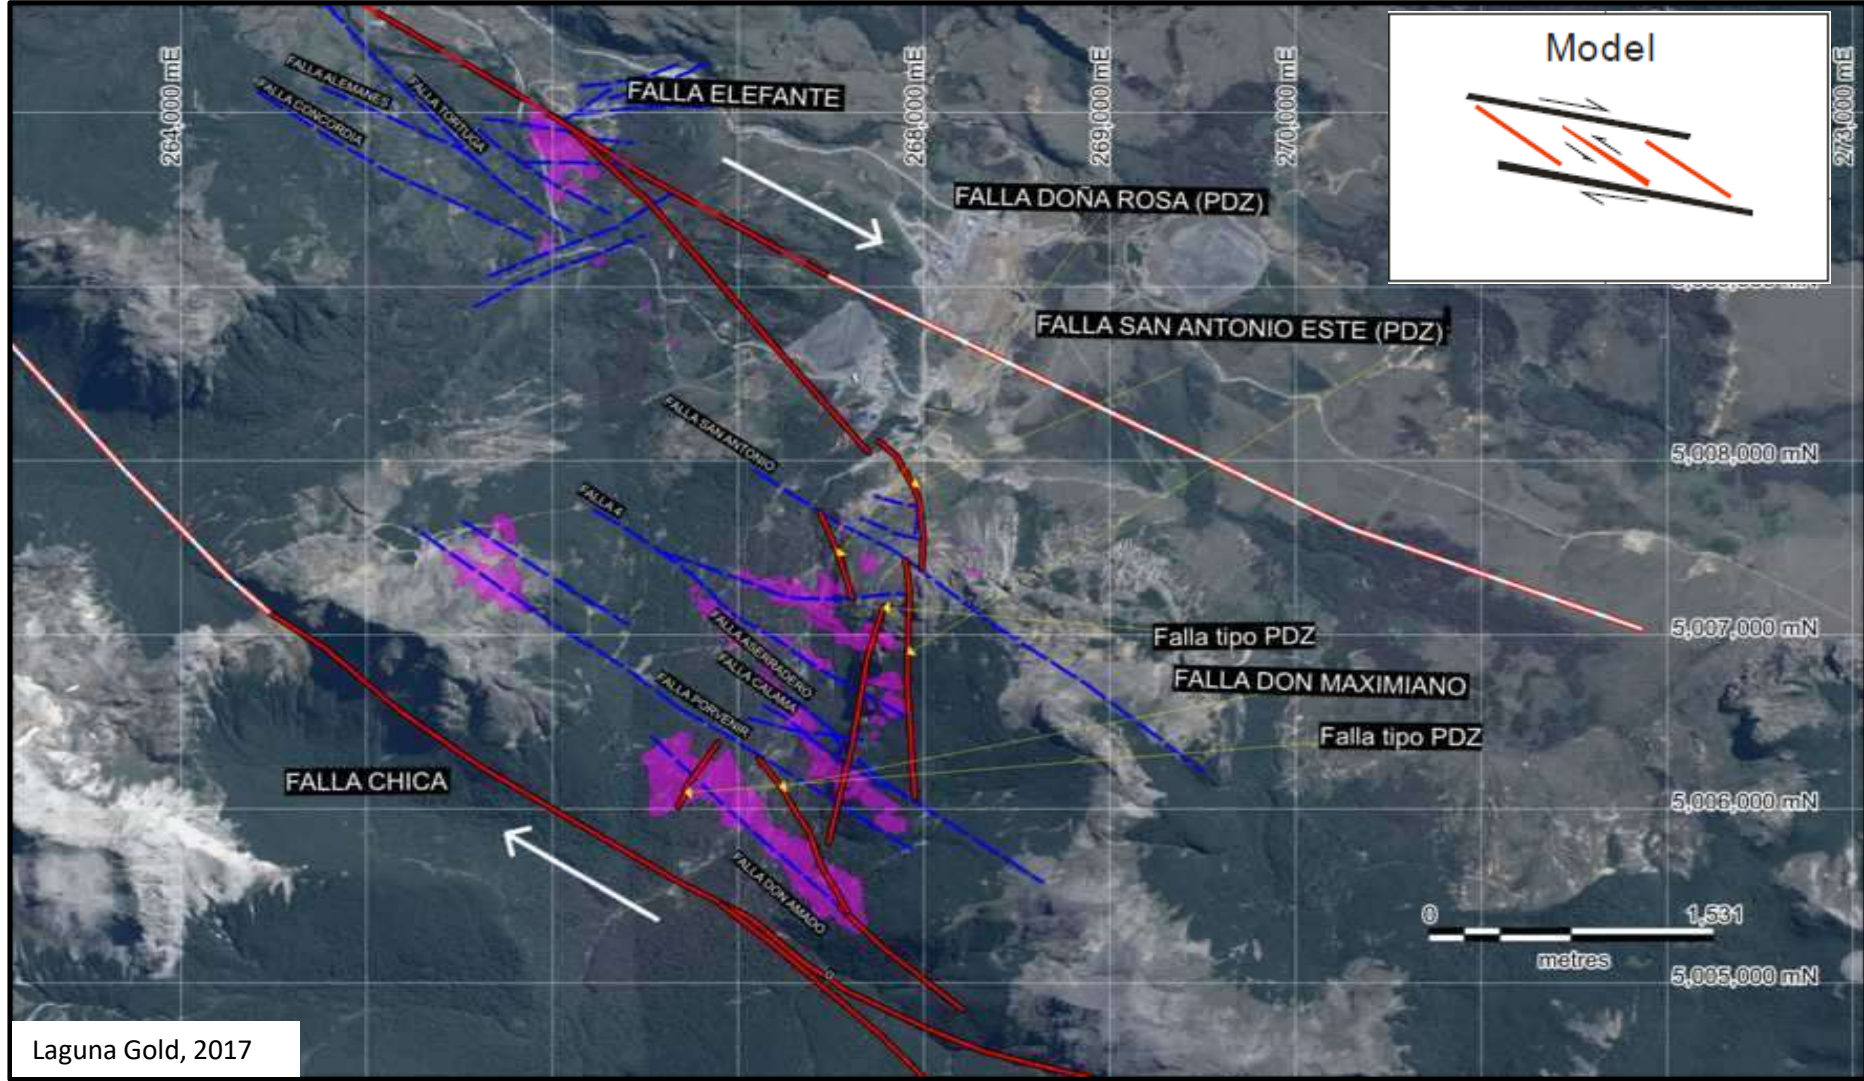 264,000 mE
268,000 mE
269,000 mE
270,000 mE
273,000 mE
Model
FALLA ALEMANES
FALLA TORTUGA
FALLA CONCORDIA
FALLA ELEFANTE
FALLA DOÑA ROSA (PDZ)
FALLA SAN ANTONIO ESTE (PDZ)
FALLA SAN ANTONIO
5,008,000 mN
FALLA 4
5,007,000 mN
Falla tipo PDZ
FALLA ASERRADERO
FALLA CALAMA
FALLA DON MAXIMIANO
FALLA PORVENIR
Falla tipo PDZ
FALLA CHICA
5,006,000 mN
FALLA DON AMADO
0 1,531
metres
5,005,000 mN
Laguna Gold, 2017